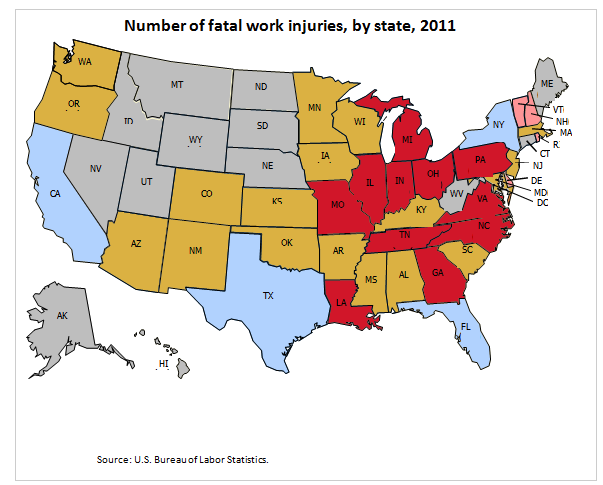 Number of fatal work injuries, by state, 2011
WA
MT
ND
ME
OR
MN
VT
ID
SD
WI
NY
NH
MA
WY
MI
R
CT
IA
PA
NJ
NE
NV
IL
IN
OH
DE
UT
MD
CA
CO
WV
VA
DC
KS
MO
KY
NC
TN
AZ
NM
OK
AR
SC
MS
AL
GA
TX
LA
AK
FL
HI
Source: U.S. Bureau of Labor Statistics.